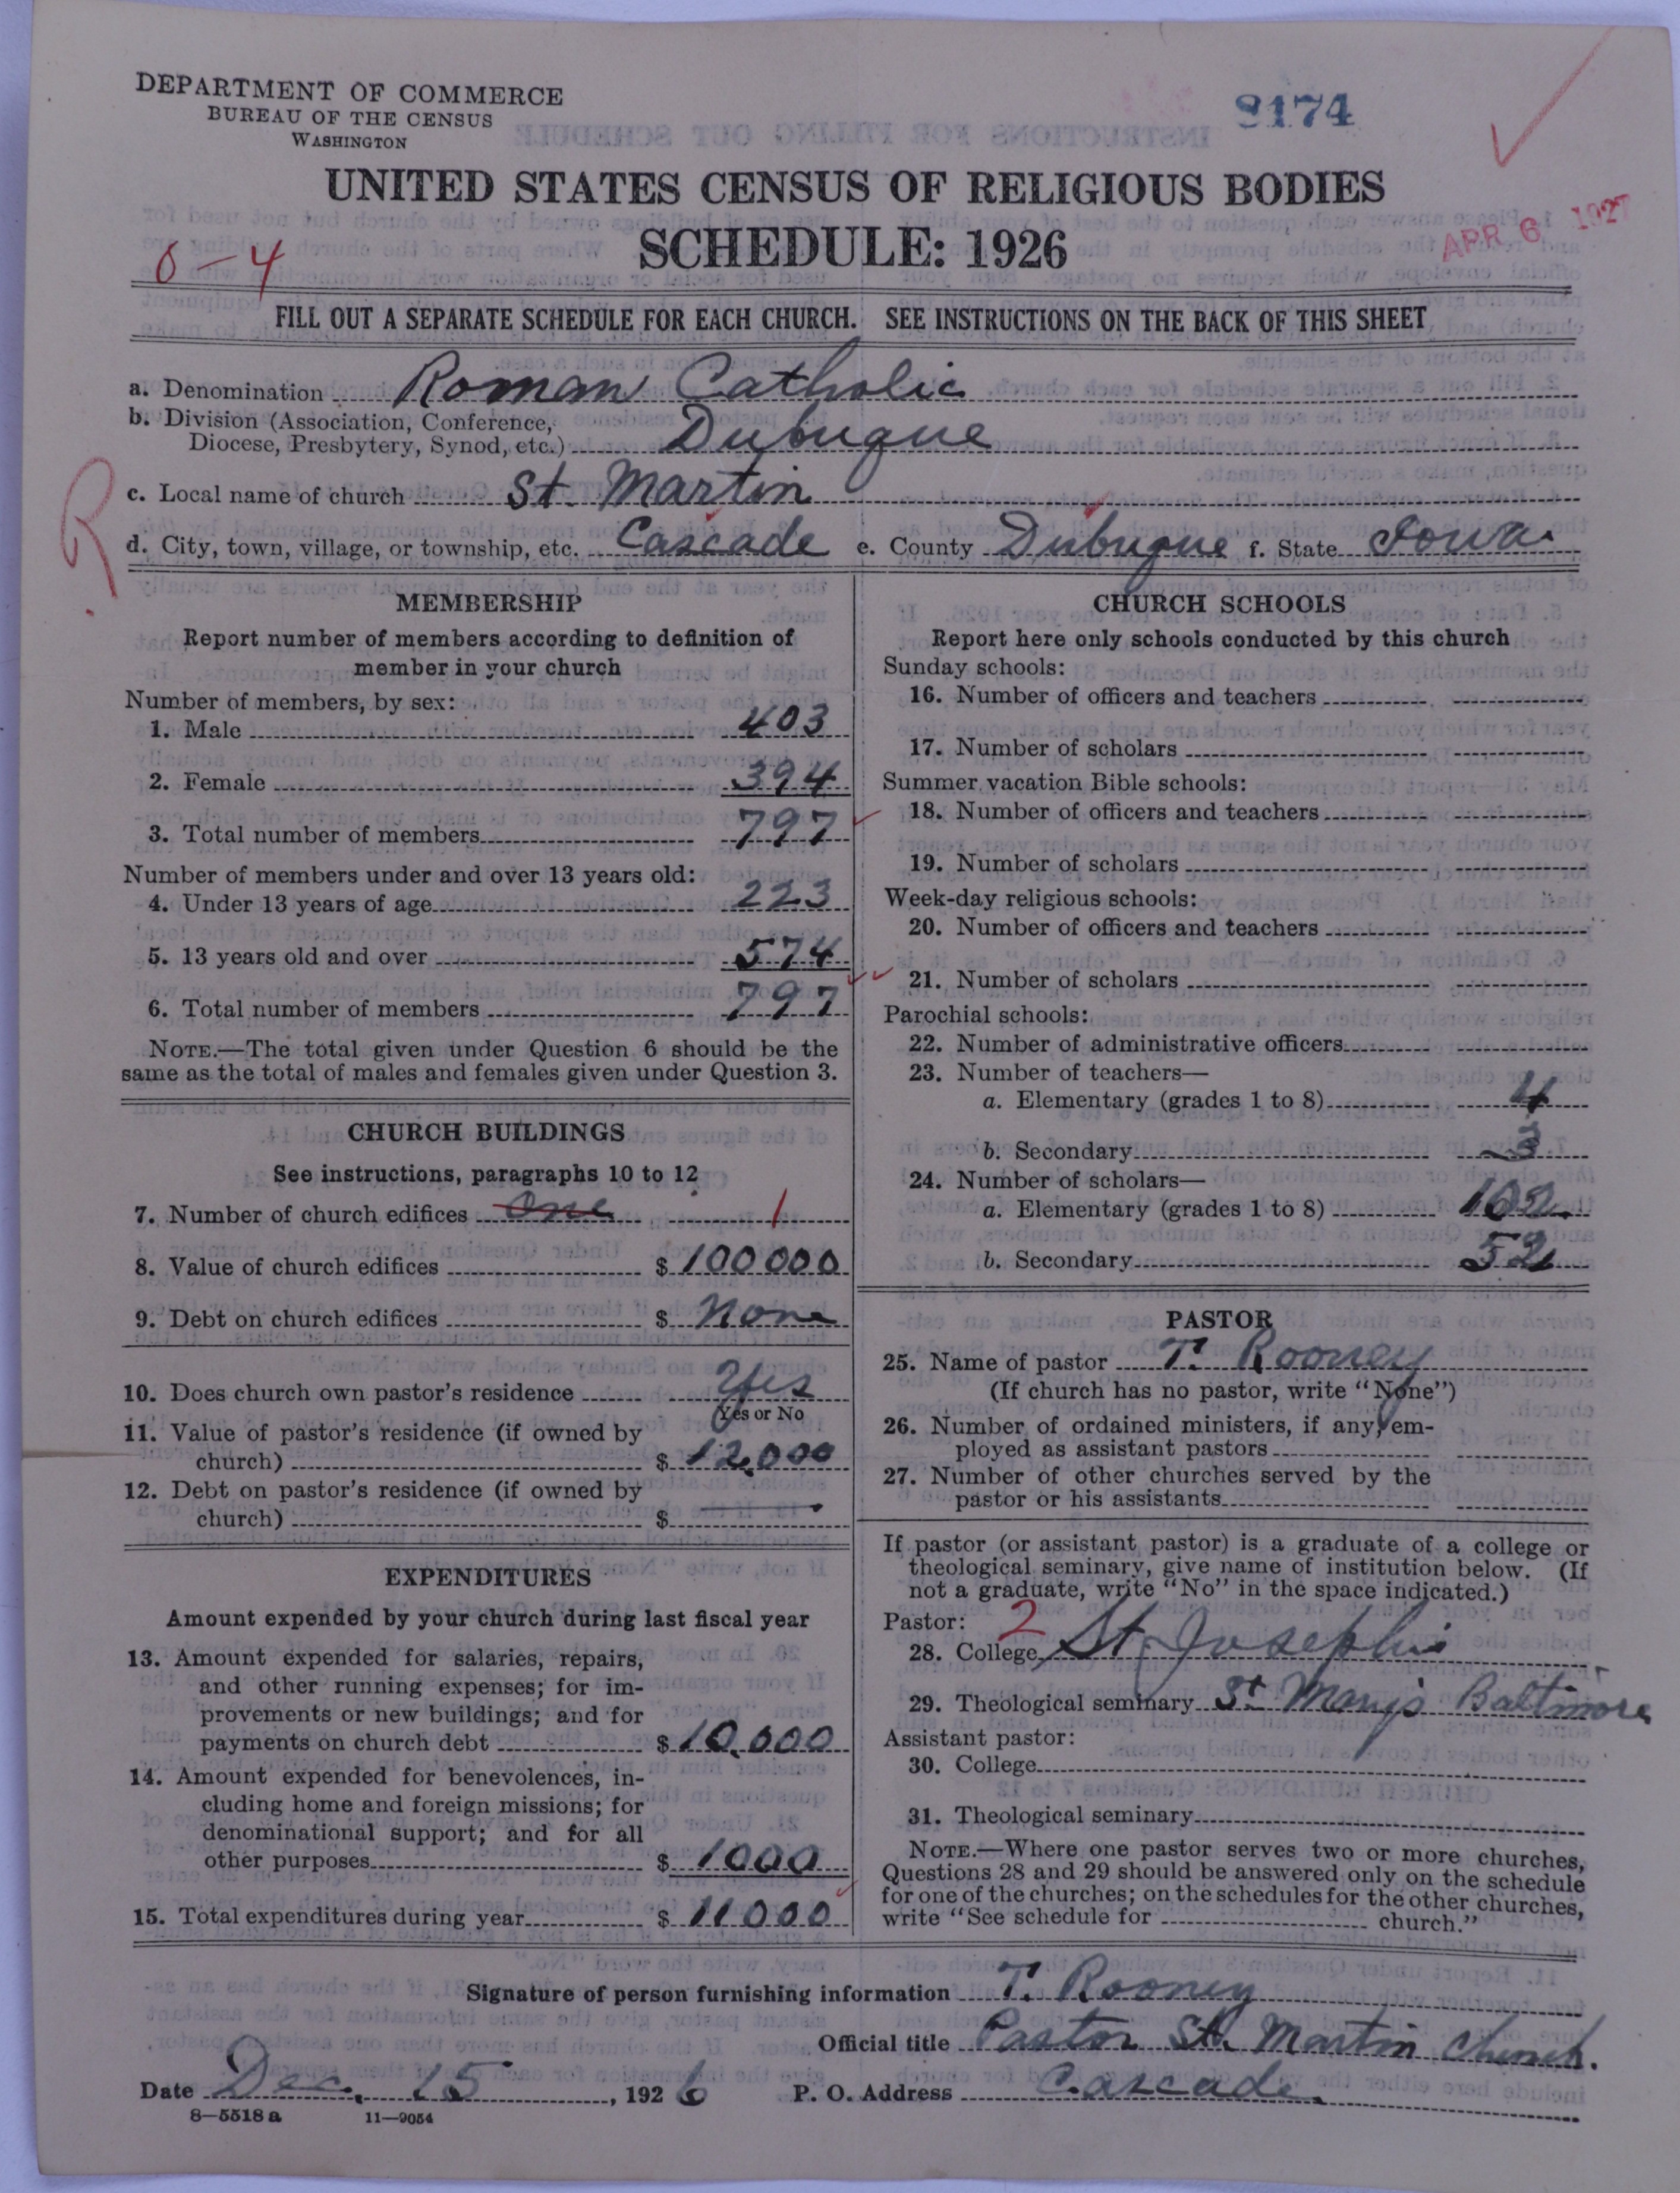 DEPARTMENT OF COMMERCE
BUREAU OF THE CENSUS
WASHINGTON
9174
UNITED STATES CENSUS OF RELIGIOUS BODIES
SCHEDULE: 1926
APR 6 1927
0-4
FILL OUT A SEPARATE SCHEDULE FOR EACH CHURCH. SEE INSTRUCTIONS ON THE BACK OF THIS SHEET
a. Denomination Roman Catholic
b. Division (Association, Conference,
Diocese, Presbytery, Synod, etc.) Dubuque
R
c. Local name of church St. Martin
d. City, town, village, or township, etc. Cascade e. County Dubuque f. State Iowa.
MEMBERSHIP
Report number of members according to definition of
member in your church
Number of members, by sex:
1. Male 403
2. Female 394
3. Total number of members 797
Number of members under and over 13 years old:
4. Under 13 years of age 223
5. 13 years old and over 574
6. Total number of members 797
NOTE.—The total given under Question 6 should be the
same as the total of males and females given under Question 3.
CHURCH BUILDINGS
See instructions, paragraphs 10 to 12
7. Number of church edifices One 1
8. Value of church edifices $ 100000
9. Debt on church edifices $ None
10. Does church own pastor's residence Yes
Yes or No
11. Value of pastor's residence (if owned by
church) $ 12,000
12. Debt on pastor's residence (if owned by
church) $
EXPENDITURES
Amount expended by your church during last fiscal year
13. Amount expended for salaries, repairs,
and other running expenses; for im-
provements or new buildings; and for
payments on church debt $ 10,000
14. Amount expended for benevolences, in-
cluding home and foreign missions; for
denominational support; and for all
other purposes $ 1000
15. Total expenditures during year $ 11000
CHURCH SCHOOLS
Report here only schools conducted by this church
Sunday schools:
16. Number of officers and teachers
17. Number of scholars
Summer vacation Bible schools:
18. Number of officers and teachers
19. Number of scholars
Week-day religious schools:
20. Number of officers and teachers
21. Number of scholars
Parochial schools:
22. Number of administrative officers
23. Number of teachers—
a. Elementary (grades 1 to 8) 4
b. Secondary 3
24. Number of scholars—
a. Elementary (grades 1 to 8) 102.
b. Secondary 52
PASTOR
25. Name of pastor T. Rooney
(If church has no pastor, write "None")
26. Number of ordained ministers, if any, em-
ployed as assistant pastors
27. Number of other churches served by the
pastor or his assistants
If pastor (or assistant pastor) is a graduate of a college or
theological seminary, give name of institution below. (If
not a graduate, write "No" in the space indicated.)
Pastor: 2
28. College St Josephs
29. Theological seminary St Marys Baltimore
Assistant pastor:
30. College
31. Theological seminary
NOTE.—Where one pastor serves two or more churches,
Questions 28 and 29 should be answered only on the schedule
for one of the churches; on the schedules for the other churches,
write "See schedule for church."
Signature of person furnishing information T. Rooney
Official title Pastor St. Martin Church.
Date Dec. 15, 1926 P. O. Address Cascade.
8—5518a 11—9054